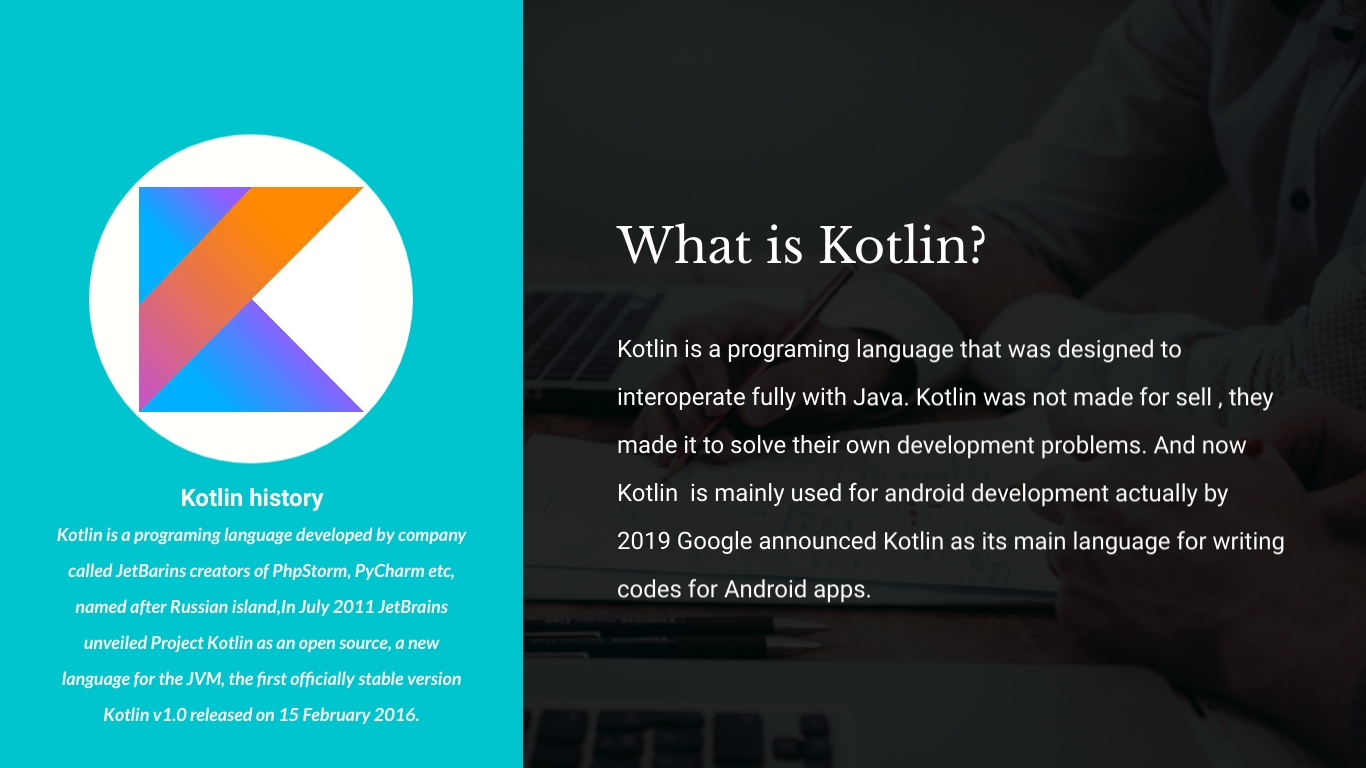 Kotlin history
Kotlin is a programing language developed by company
called JetBarins creators of PhpStorm, PyCharm etc,
named after Russian island,In July 2011 JetBrains
unveiled Project Kotlin as an open source, a new
language for the JVM, the first officially stable version
Kotlin v1.0 released on 15 February 2016.
What is Kotlin?
Kotlin is a programing language that was designed to
interoperate fully with Java. Kotlin was not made for sell , they
made it to solve their own development problems. And now
Kotlin  is mainly used for android development actually by
2019 Google announced Kotlin as its main language for writing
codes for Android apps.